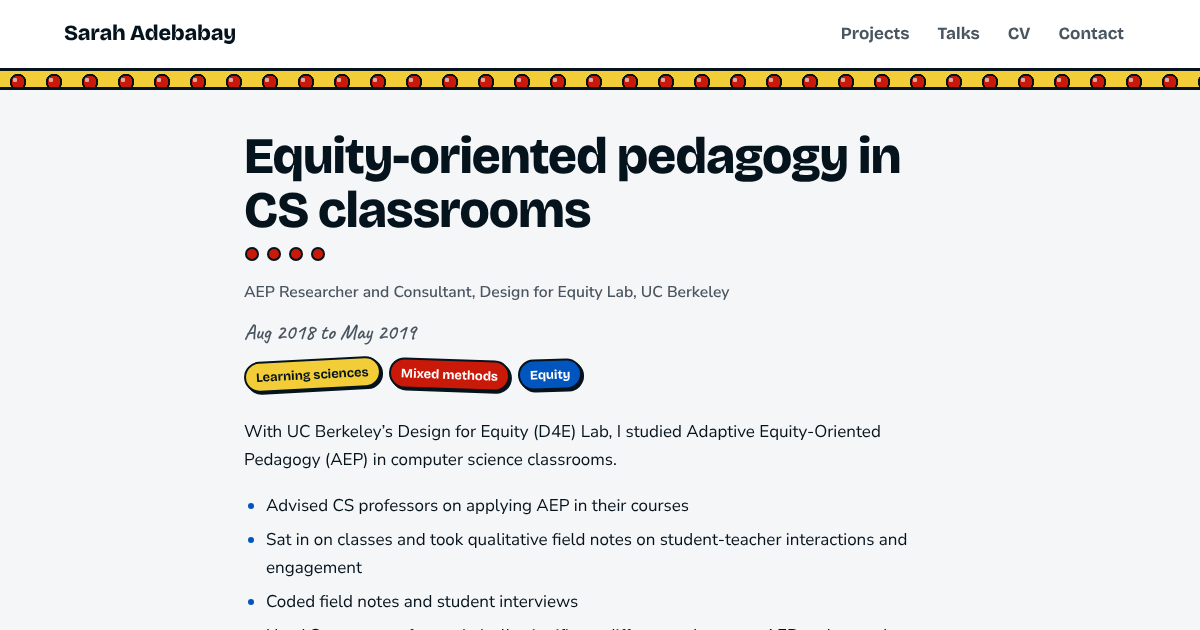 Sarah Adebabay
Projects Talks CV Contact
Equity-oriented pedagogy in
CS classrooms
AEP Researcher and Consultant, Design for Equity Lab, UC Berkeley
Aug 2018 to May 2019
Learning sciences Mixed methods Equity
With UC Berkeley’s Design for Equity (D4E) Lab, I studied Adaptive Equity-Oriented
Pedagogy (AEP) in computer science classrooms.
Advised CS professors on applying AEP in their courses
Sat in on classes and took qualitative field notes on student-teacher interactions and
engagement
Coded field notes and student interviews